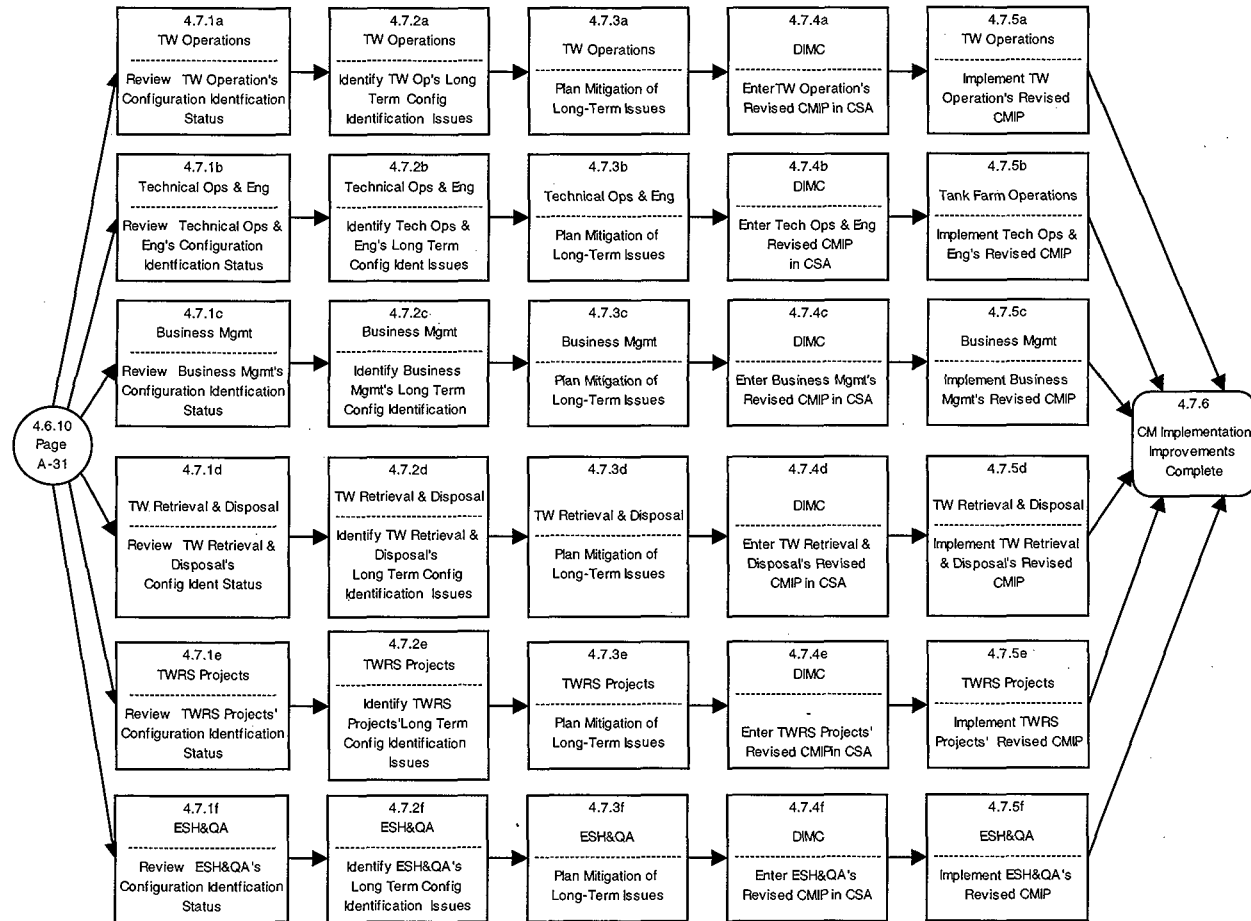 4.7.1a
TW Operations
Review TW Operation's
Configuration Identfication
Status
4.7.2a
TW Operations
Identify TW Op's Long
Term Config
Identification Issues
4.7.3a
TW Operations
Plan Mitigation of
Long-Term Issues
4.7.4a
DIMC
EnterTW Operation's
Revised CMIP in CSA
4.7.5a
TW Operations
Implement TW
Operation's Revised
CMIP
4.7.1b
Technical Ops & Eng
Review Technical Ops &
Eng's Configuration
Identfication Status
4.7.2b
Technical Ops & Eng
Identify Tech Ops &
Eng's Long Term
Config Ident Issues
4.7.3b
Technical Ops & Eng
Plan Mitigation of
Long-Term Issues
4.7.4b
DIMC
Enter Tech Ops & Eng
Revised CMIP
in CSA
4.7.5b
Tank Farm Operations
Implement Tech Ops &
Eng's Revised CMIP
4.7.1c
Business Mgmt
Review Business Mgmt's
Configuration Identfication
Status
4.7.2c
Business Mgmt
Identify Business
Mgmt's Long Term
Config Identification
4.7.3c
Business Mgmt
Plan Mitigation of
Long-Term Issues
4.7.4c
DIMC
Enter Business Mgmt's
Revised CMIP in CSA
4.7.5c
Business Mgmt
Implement Business
Mgmt's Revised CMIP
4.6.10
Page
A-31
4.7.6
CM Implementation
Improvements
Complete
4.7.1d
TW Retrieval & Disposal
Review TW Retrieval &
Disposal's
Config Ident Status
4.7.2d
TW Retrieval & Disposal
Identify TW Retrieval &
Disposal's
Long Term Config
Identification Issues
4.7.3d
TW Retrieval & Disposal
Plan Mitigation of
Long-Term Issues
4.7.4d
DIMC
Enter TW Retrieval &
Disposal's Revised
CMIP in CSA
4.7.5d
TW Retrieval & Disposal
Implement TW Retrieval
& Disposal's Revised
CMIP
4.7.1e
TWRS Projects
Review TWRS Projects'
Configuration Identfication
Status
4.7.2e
TWRS Projects
Identify TWRS
Projects'Long Term
Config Identification
Issues
4.7.3e
TWRS Projects
Plan Mitigation of
Long-Term Issues
4.7.4e
DIMC
Enter TWRS Projects'
Revised CMIPin CSA
4.7.5e
TWRS Projects
Implement TWRS
Projects' Revised CMIP
4.7.1f
ESH&QA
Review ESH&QA's
Configuration Identfication
Status
4.7.2f
ESH&QA
Identify ESH&QA's
Long Term Config
Identification Issues
4.7.3f
ESH&QA
Plan Mitigation of
Long-Term Issues
4.7.4f
DIMC
Enter ESH&QA's
Revised CMIP in CSA
4.7.5f
ESH&QA
Implement ESH&QA's
Revised CMIP